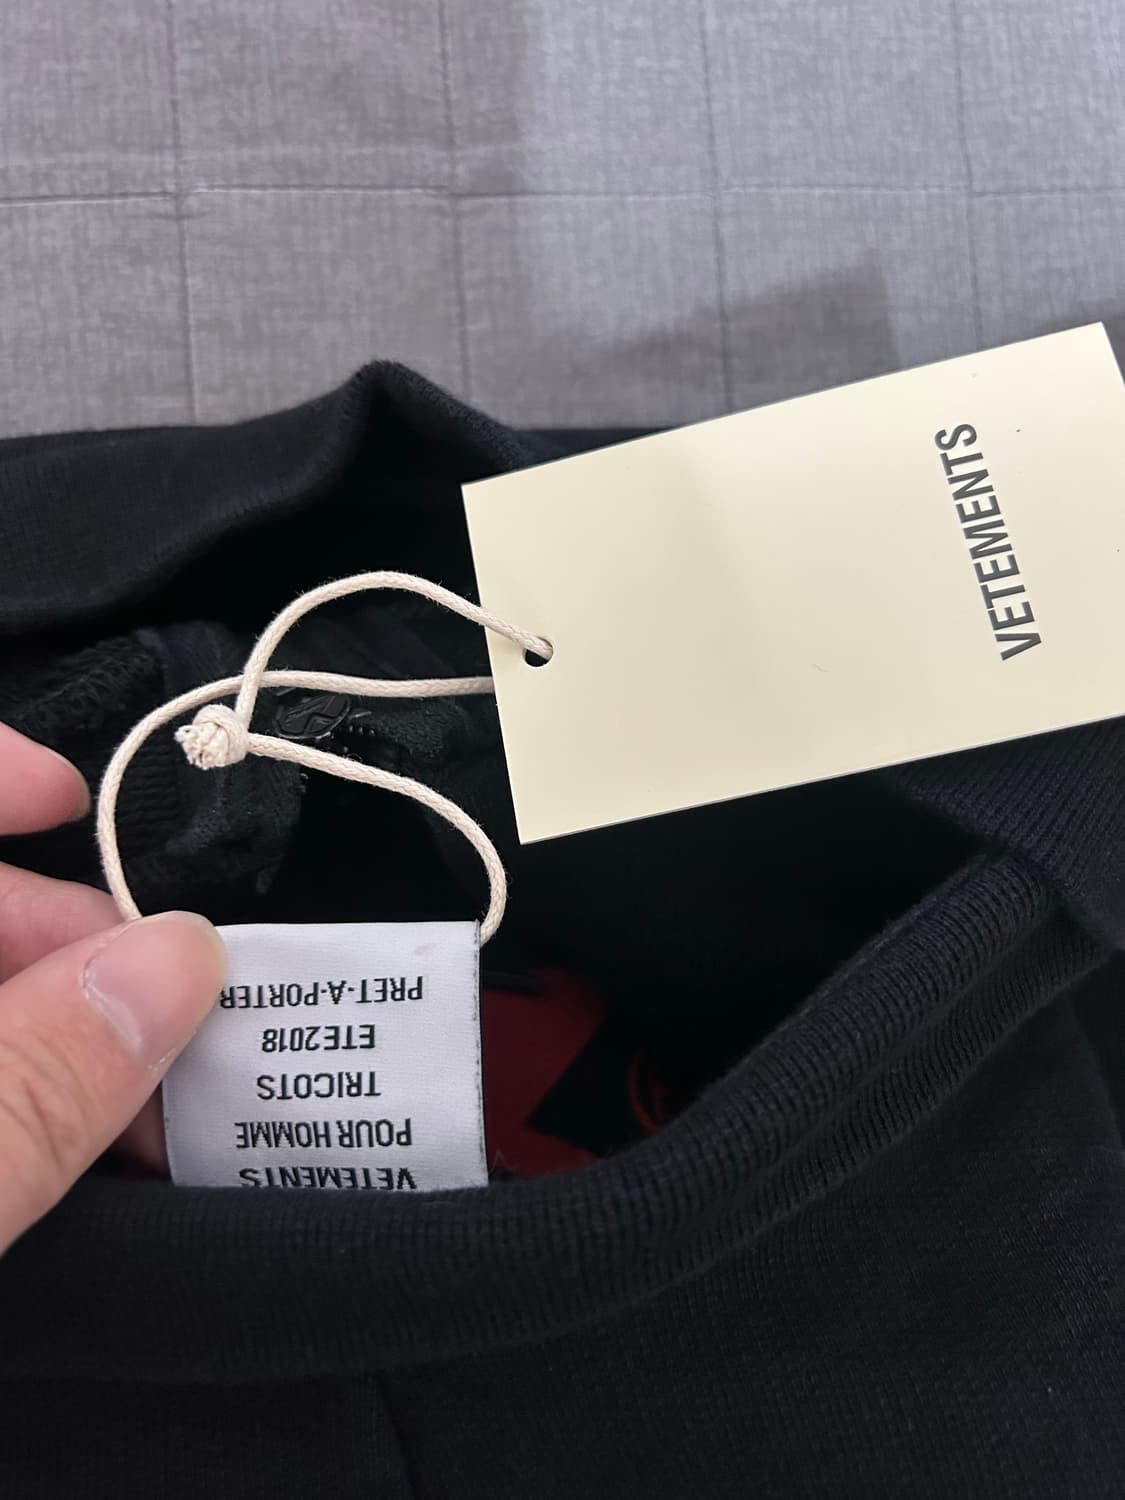 VETEMENTS
VETEMENTS
POUR HOMME
TRICOTS
ETE2018
PRET-A-PORTER